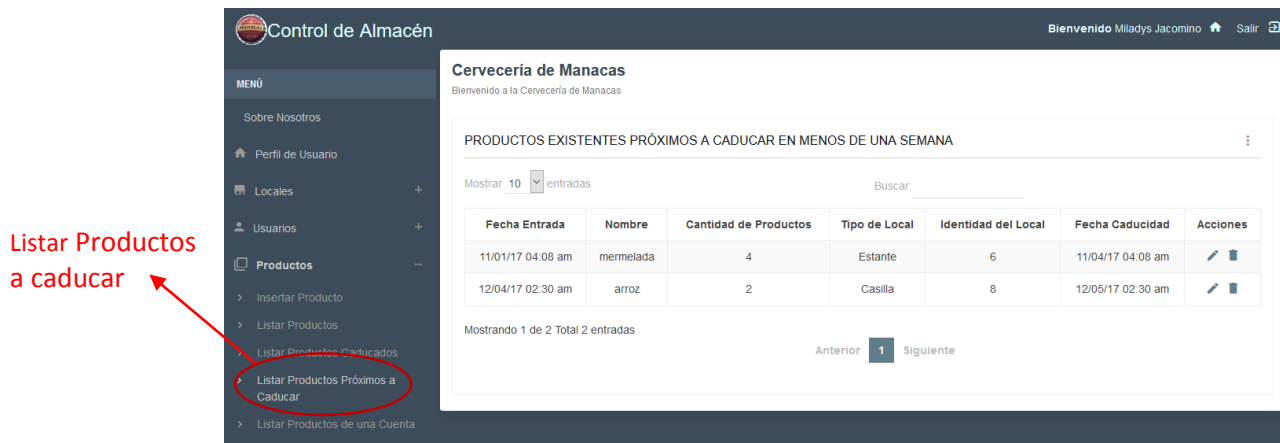 Control de Almacén
Bienvenido Miladys Jacomino Salir
MENÚ
Sobre Nosotros
Perfil de Usuario
Locales +
Usuarios +
Productos −
> Insertar Producto
> Listar Productos
> Listar Productos Caducados
> Listar Productos Próximos a
Caducar
> Listar Productos de una Cuenta
Listar Productos
a caducar
Cervecería de Manacas
Bienvenido a la Cervecería de Manacas
PRODUCTOS EXISTENTES PRÓXIMOS A CADUCAR EN MENOS DE UNA SEMANA
Mostrar 10 entradas Buscar:
Fecha Entrada Nombre Cantidad de Productos Tipo de Local Identidad del Local Fecha Caducidad Acciones
11/01/17 04:08 am mermelada 4 Estante 6 11/04/17 04:08 am
12/04/17 02:30 am arroz 2 Casilla 8 12/05/17 02:30 am
Mostrando 1 de 2 Total 2 entradas
Anterior 1 Siguiente